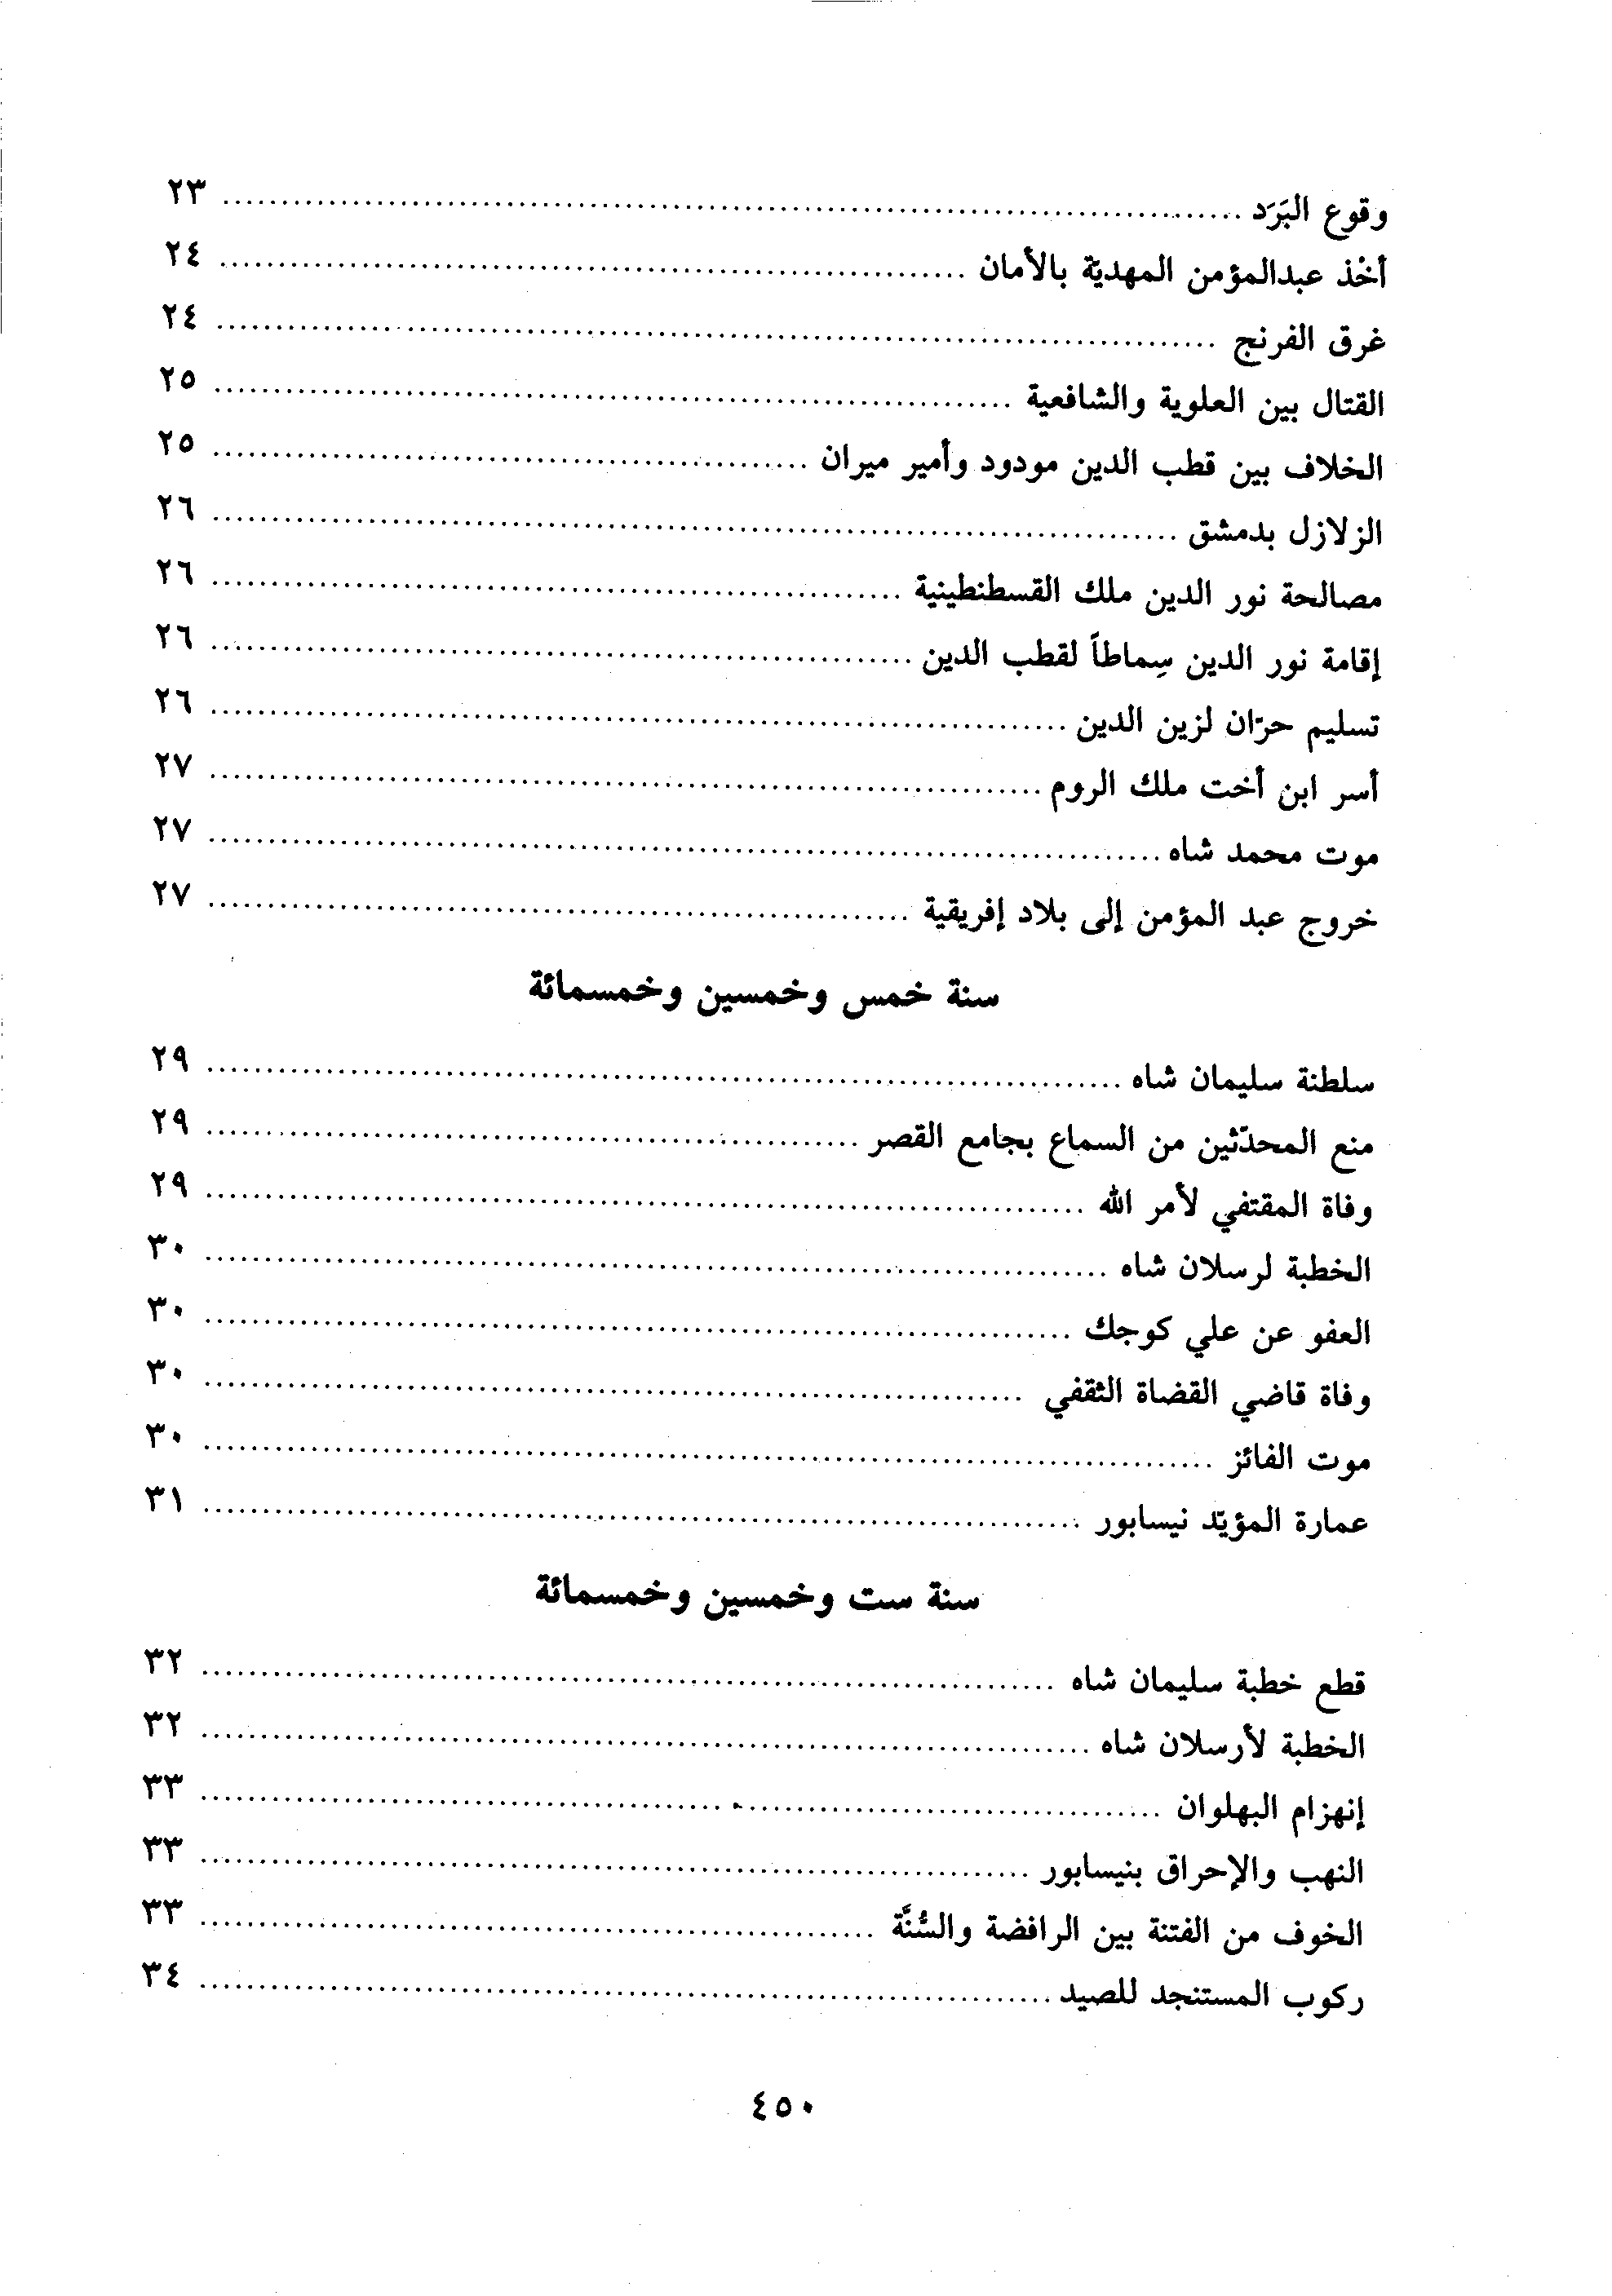 وقوع البَرَد ........ ٢٣
أخْذ عبدالمؤمن المهديّة بالأمان ........ ٢٤
غرق الفرنج ........ ٢٤
القتال بين العلوية والشافعية ........ ٢٥
الخلاف بين قطب الدين مودود وأمير ميران ........ ٢٥
الزلازل بدمشق ........ ٢٦
مصالحة نور الدين ملك القسطنطينية ........ ٢٦
إقامة نور الدين سِماطاً لقطب الدين ........ ٢٦
تسليم حرّان لزين الدين ........ ٢٦
أسر ابن أخت ملك الروم ........ ٢٧
موت محمد شاه ........ ٢٧
خروج عبد المؤمن إلى بلاد إفريقية ........ ٢٧
سنة خمس وخمسين وخمسمائة
سلطنة سليمان شاه ........ ٢٩
منع المحدّثين من السماع بجامع القصر ........ ٢٩
وفاة المقتفي لأمر الله ........ ٢٩
الخطبة لرسلان شاه ........ ٣٠
العفو عن علي كوجك ........ ٣٠
وفاة قاضي القضاة الثقفي ........ ٣٠
موت الفائز ........ ٣٠
عمارة المؤيّد نيسابور ........ ٣١
سنة ست وخمسين وخمسمائة
قطع خطبة سليمان شاه ........ ٣٢
الخطبة لأرسلان شاه ........ ٣٢
إنهزام البهلوان ........ ٣٣
النهب والإحراق بنيسابور ........ ٣٣
الخوف من الفتنة بين الرافضة والسُّنَّة ........ ٣٣
ركوب المستنجد للصيد ........ ٣٤
٤٥٠